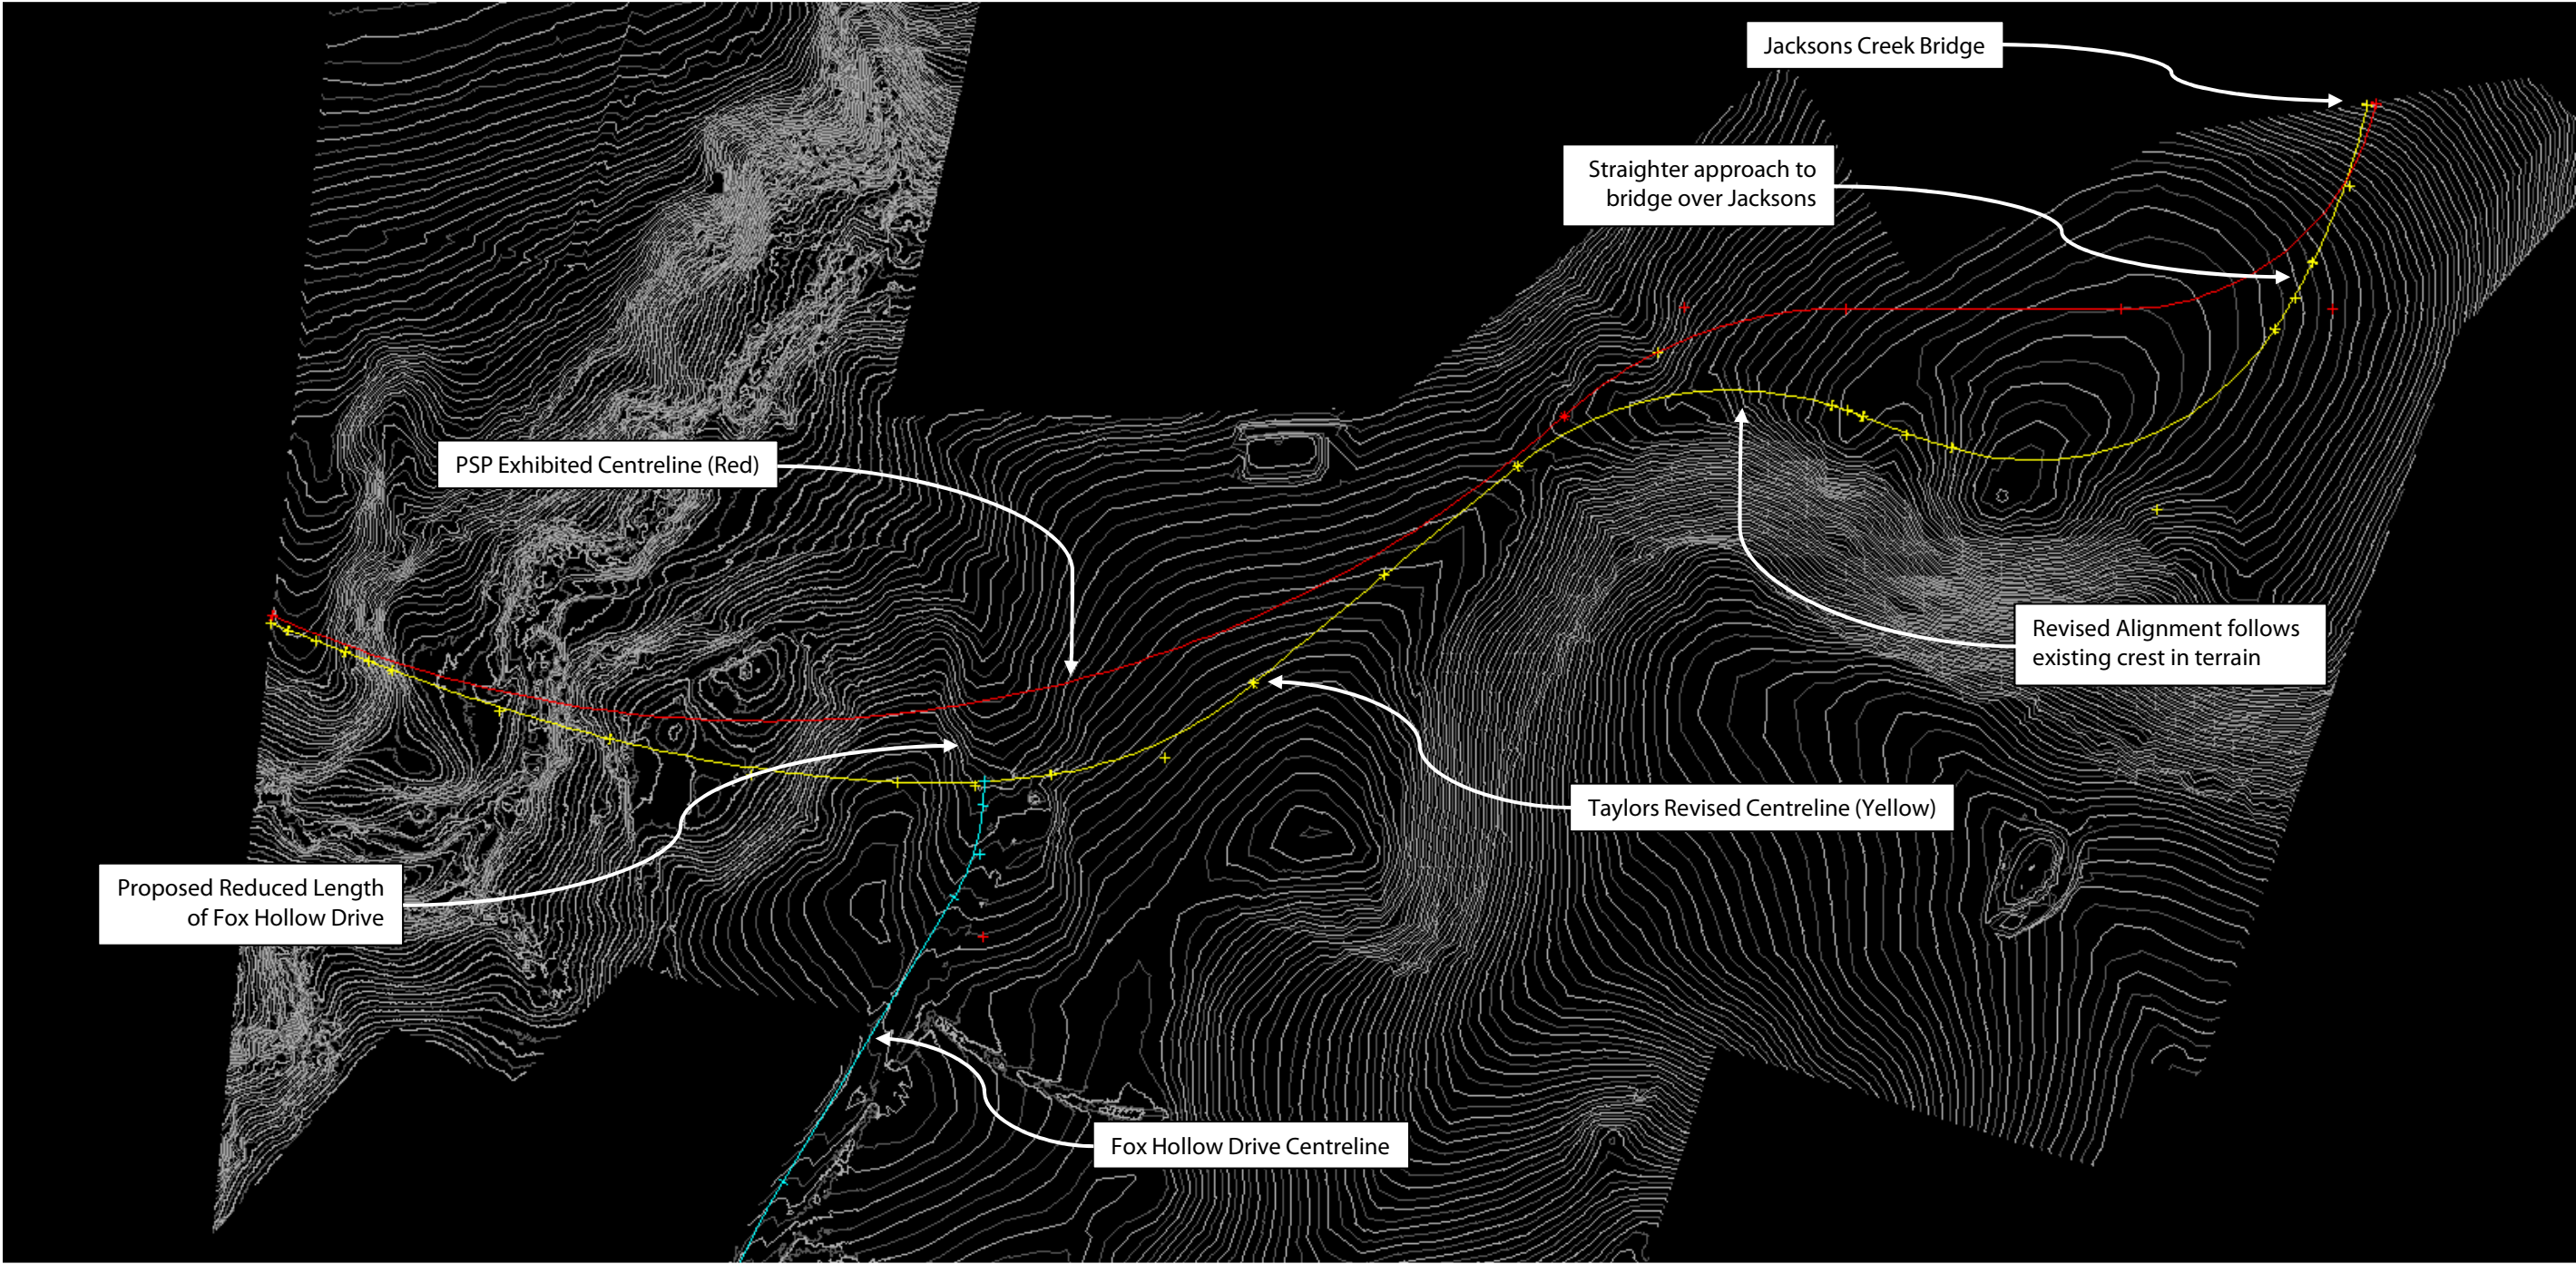 Jacksons Creek Bridge
Straighter approach to
bridge over Jacksons
PSP Exhibited Centreline (Red)
Revised Alignment follows
existing crest in terrain
Taylors Revised Centreline (Yellow)
Proposed Reduced Length
of Fox Hollow Drive
Fox Hollow Drive Centreline